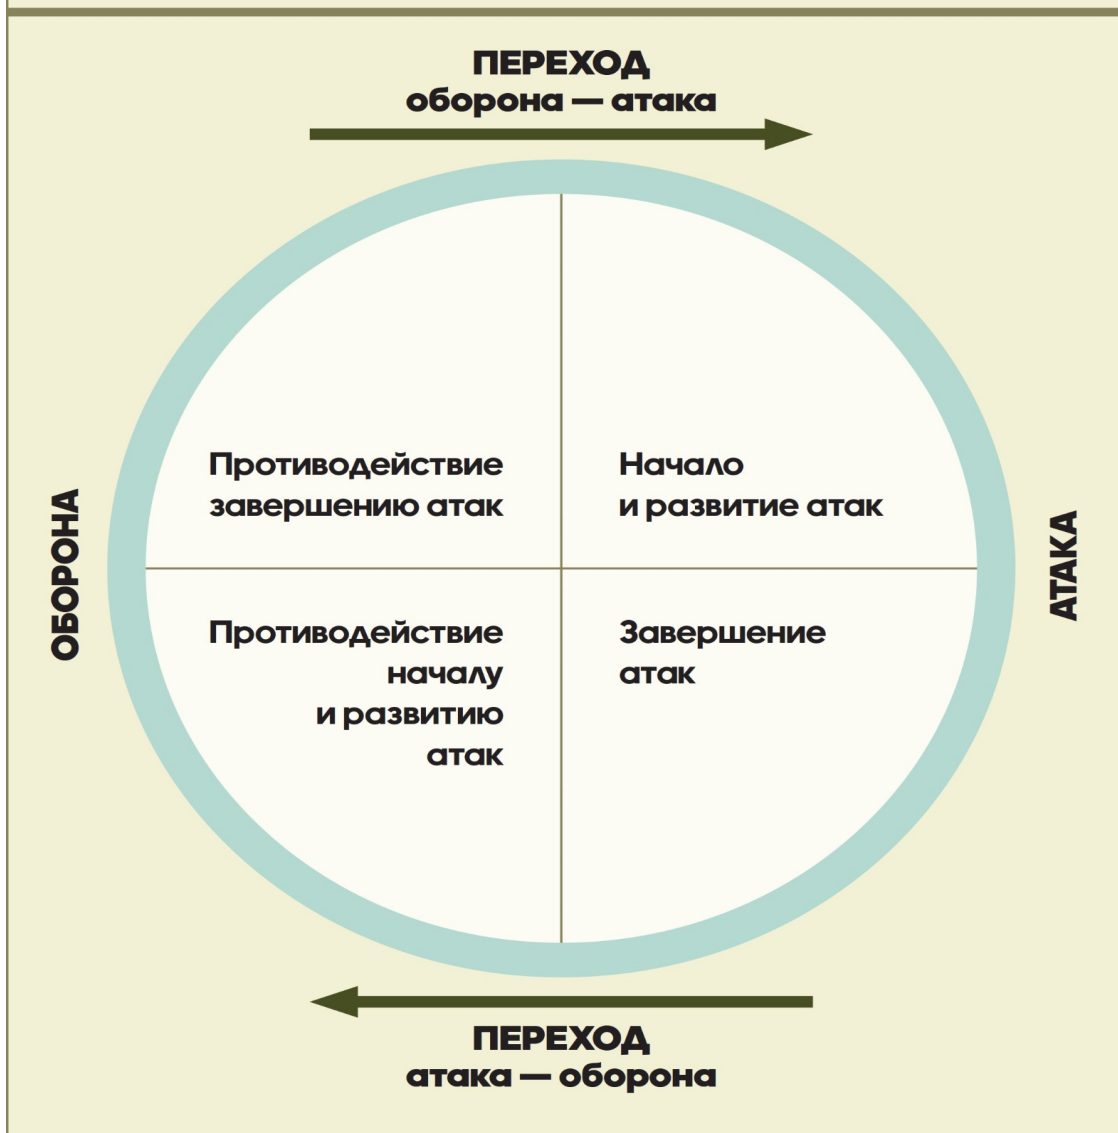 ПЕРЕХОД
оборона — атака
ОБОРОНА
Противодействие
завершению атак
Начало
и развитие атак
Противодействие
началу
и развитию
атак
Завершение
атак
АТАКА
ПЕРЕХОД
атака — оборона